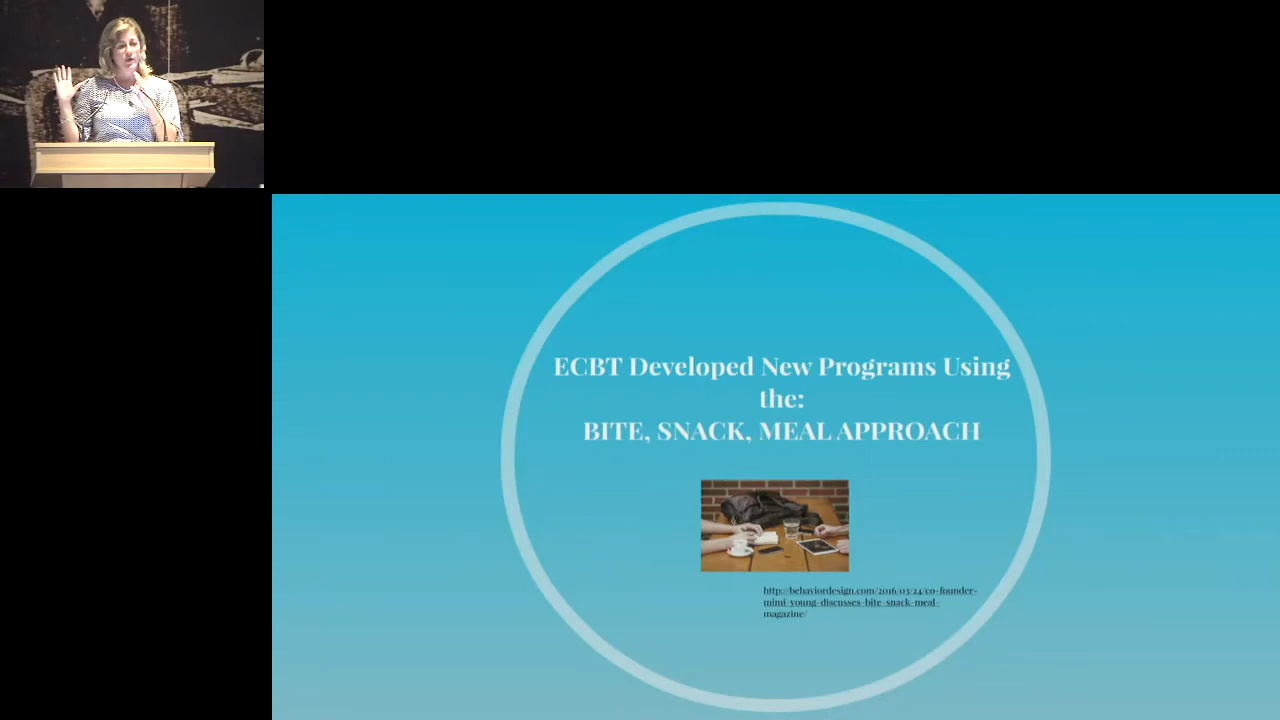 ECBT Developed New Programs Using
the:
BITE, SNACK, MEAL APPROACH
http://behaviordesign.com/2016/03/24/co-founder-
mimi-young-discusses-bite-snack-meal-
magazine/